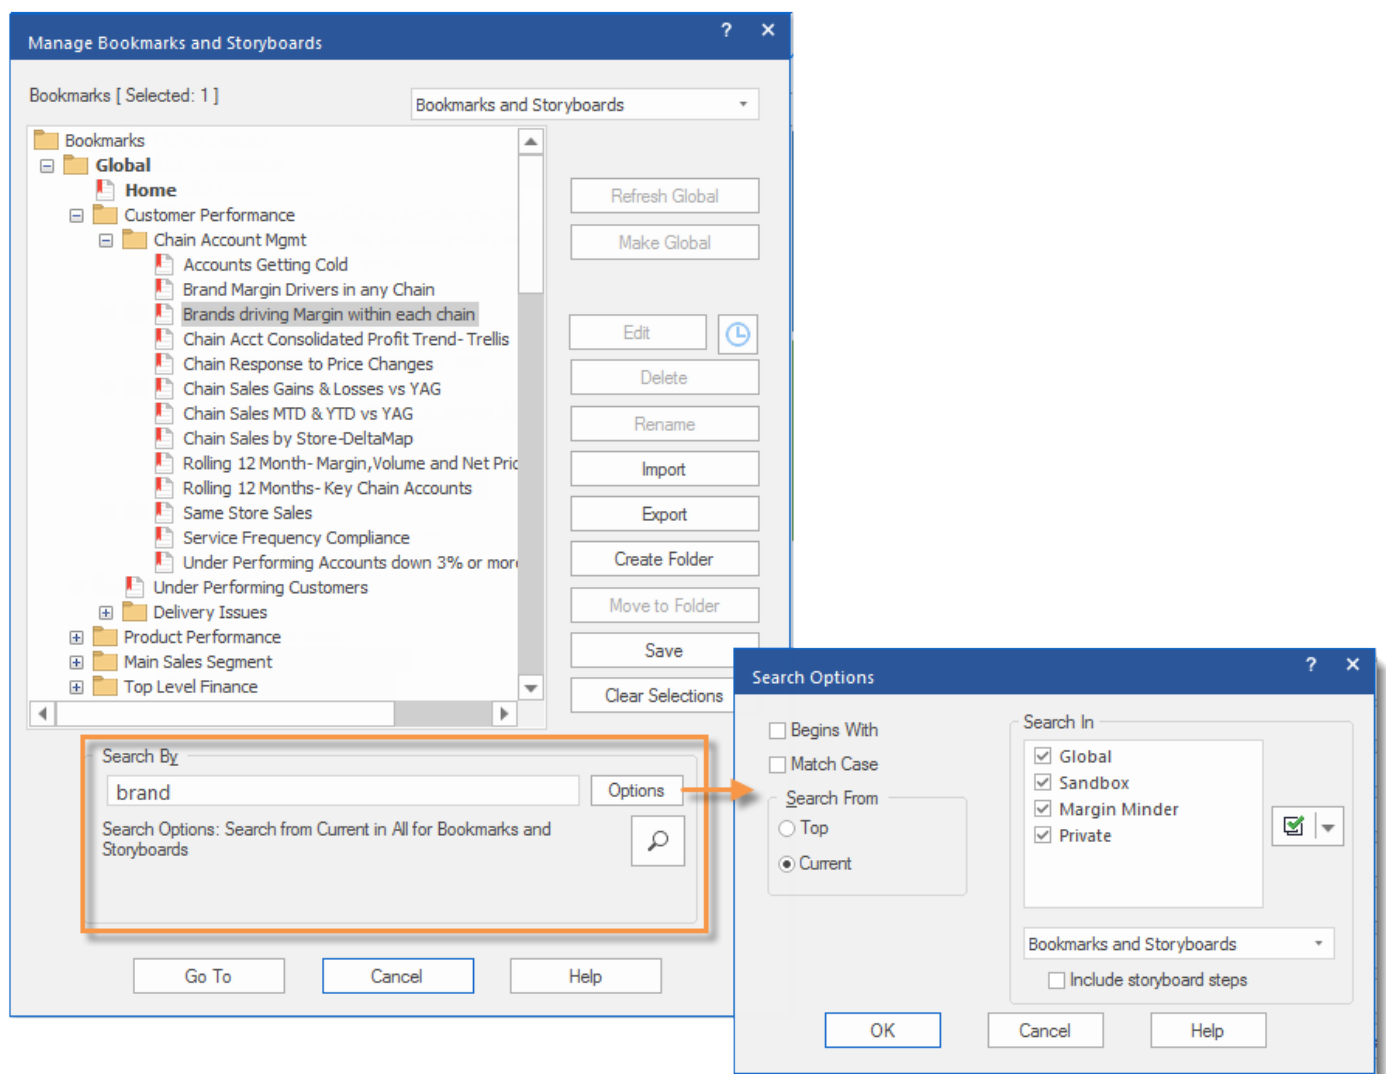 Manage Bookmarks and Storyboards
?
Bookmarks [ Selected: 1 ]
Bookmarks and Storyboards
Bookmarks
Global
Home
Customer Performance
Chain Account Mgmt
Accounts Getting Cold
Brand Margin Drivers in any Chain
Brands driving Margin within each chain
Chain Acct Consolidated Profit Trend- Trellis
Chain Response to Price Changes
Chain Sales Gains & Losses vs YAG
Chain Sales MTD & YTD vs YAG
Chain Sales by Store-DeltaMap
Rolling 12 Month- Margin,Volume and Net Pric
Rolling 12 Months- Key Chain Accounts
Same Store Sales
Service Frequency Compliance
Under Performing Accounts down 3% or mor
Under Performing Customers
Delivery Issues
Product Performance
Main Sales Segment
Top Level Finance
Refresh Global
Make Global
Edit
Delete
Rename
Import
Export
Create Folder
Move to Folder
Save
Clear Selections
Search By
brand
Options
Search Options: Search from Current in All for Bookmarks and
Storyboards
Go To
Cancel
Help
Search Options
?
Begins With
Match Case
Search From
Top
Current
Search In
Global
Sandbox
Margin Minder
Private
Bookmarks and Storyboards
Include storyboard steps
OK
Cancel
Help